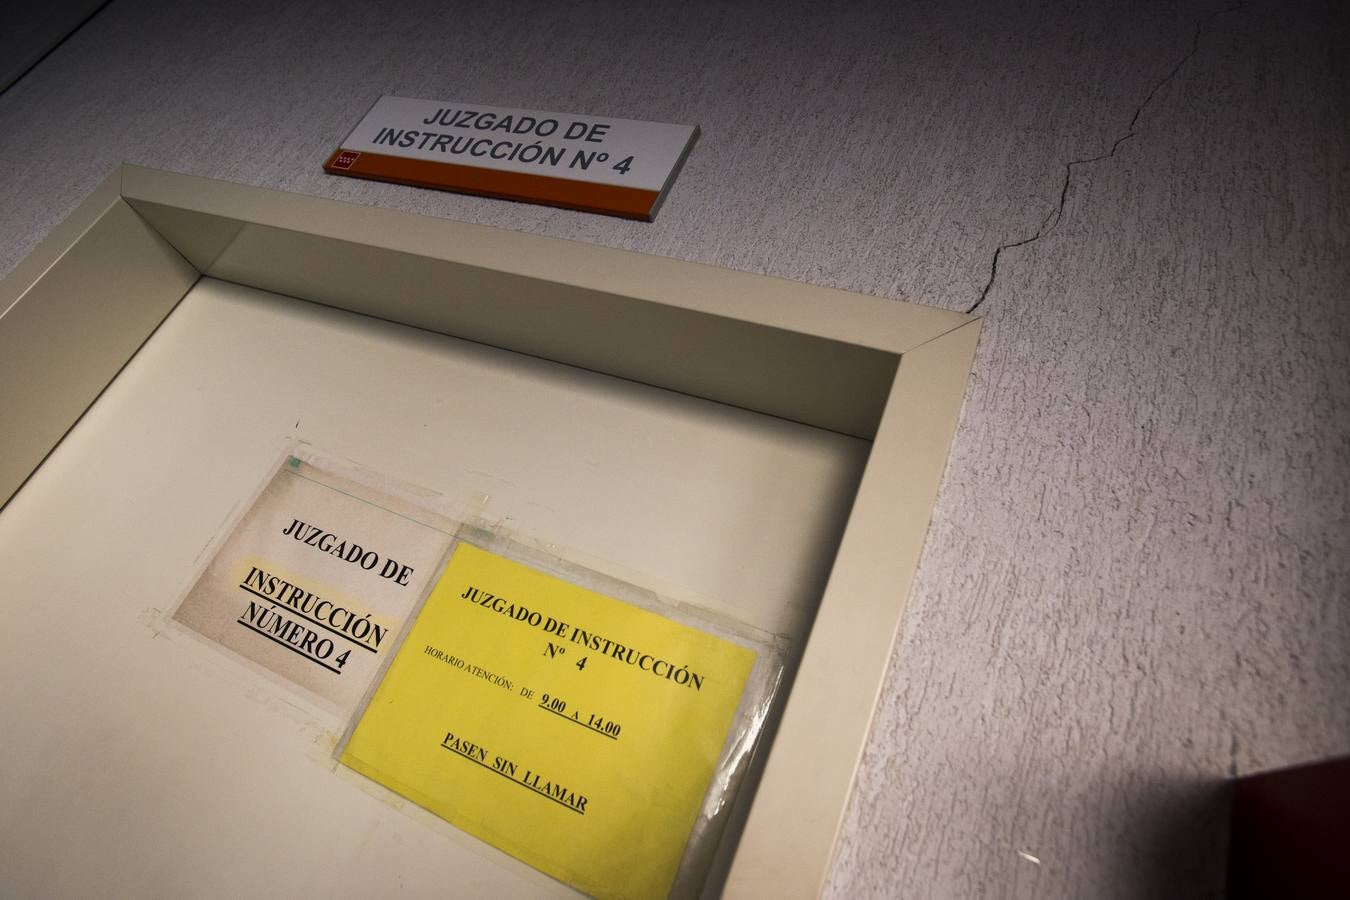 JUZGADO DE
INSTRUCCIÓN Nº 4
JUZGADO DE
INSTRUCCIÓN
NÚMERO 4
JUZGADO DE INSTRUCCIÓN
Nº 4
HORARIO ATENCIÓN: DE 9.00 A 14.00
PASEN SIN LLAMAR